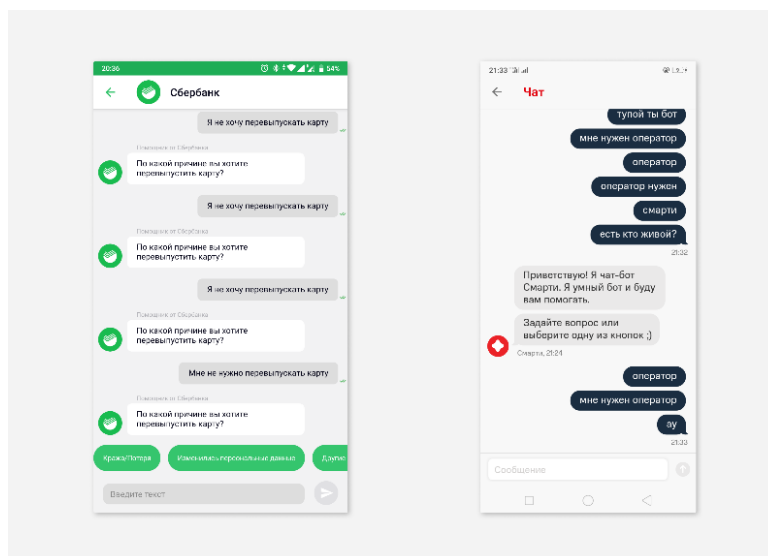 20:36
54%
Сбербанк
Я не хочу перевыпускать карту
Помощник от Сбербанка
По какой причине вы хотите
перевыпустить карту?
Я не хочу перевыпускать карту
Помощник от Сбербанка
По какой причине вы хотите
перевыпустить карту?
Я не хочу перевыпускать карту
Помощник от Сбербанка
По какой причине вы хотите
перевыпустить карту?
Мне не нужно перевыпускать карту
Помощник от Сбербанка
По какой причине вы хотите
перевыпустить карту?
Кража/Потеря
Изменились персональные данные
Другие
Введите текст
21:33
Чат
тупой ты бот
мне нужен оператор
оператор
оператор нужен
смарти
есть кто живой?
21:32
Приветствую! Я чат-бот
Смарти. Я умный бот и буду
вам помогать.
Задайте вопрос или
выберите одну из кнопок ;)
Смарти, 21:24
оператор
мне нужен оператор
ау
21:33
Сообщение